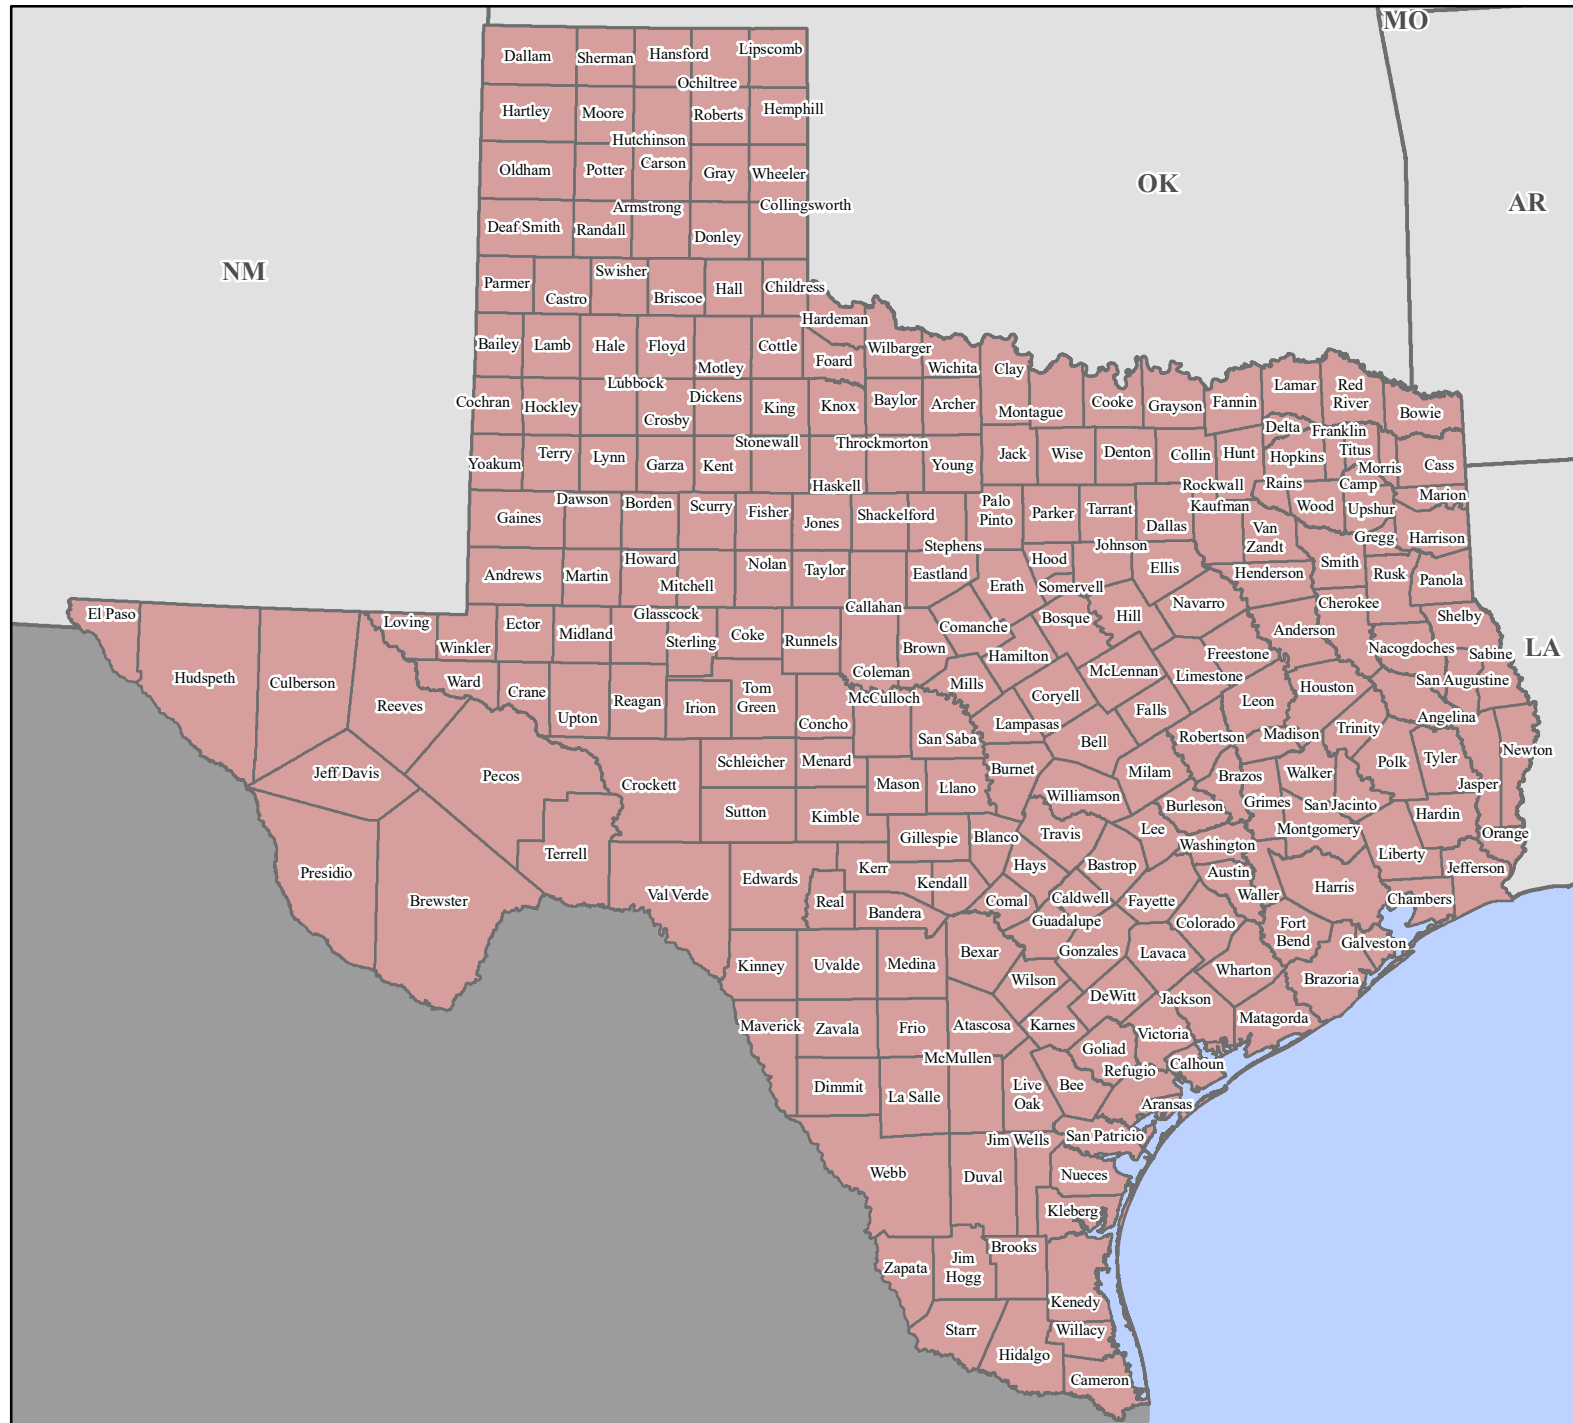 MO
Dallam Sherman Hansford Lipscomb
Ochiltree
Hartley Moore Roberts Hemphill
Hutchinson
OK
Oldham Potter Carson Gray Wheeler
AR
Armstrong Collingsworth
Deaf Smith Randall Donley
NM
Swisher
Parmer Castro Briscoe Hall Childress
Hardeman
Bailey Lamb Hale Floyd Motley Cottle Foard Wilbarger Wichita Clay
Lubbock
Lamar Red
River
Cochran Hockley Crosby Dickens King Knox Baylor Archer Montague Cooke Grayson Fannin Bowie
Delta Franklin
Stonewall Throckmorton
Yoakum Terry Lynn Garza Kent Young Jack Wise Denton Collin Hunt Hopkins Titus Morris Cass
Haskell Rockwall Rains Camp Marion
Gaines Dawson Borden Scurry Fisher Jones Shackelford Palo
Pinto Parker Tarrant Dallas Kaufman Van
Zandt Wood Upshur
Gregg Harrison
Stephens Johnson
Andrews Martin Howard Mitchell Nolan Taylor Eastland Erath Hood Somervell Ellis Henderson Smith Rusk Panola
El Paso Loving Winkler Ector Midland Glasscock Sterling Coke Runnels Callahan Comanche Bosque Hill Navarro Cherokee Shelby
Anderson
Brown Hamilton Freestone Nacogdoches Sabine LA
Hudspeth Culberson Reeves Ward Crane Upton Reagan Irion Tom
Green Coleman Mills Coryell McLennan Limestone Houston San Augustine
Concho McCulloch Lampasas Falls Leon Angelina
San Saba Bell Robertson Madison Trinity
Jeff Davis Pecos Crockett Schleicher Menard Burnet Milam Brazos Walker Polk Tyler Newton
Jasper
Sutton Kimble Mason Llano Williamson Burleson Grimes San Jacinto Hardin
Presidio Terrell Gillespie Blanco Travis Lee Washington Montgomery Liberty Orange
Brewster Val Verde Edwards Kerr Kendall Hays Bastrop Austin Waller Harris Jefferson
Real Bandera Comal Caldwell Fayette Chambers
Guadalupe Colorado Fort
Bend Galveston
Kinney Uvalde Medina Bexar Gonzales Lavaca Wharton
Wilson Brazoria
Maverick Zavala Frio Atascosa Karnes DeWitt Jackson Matagorda
Victoria
McMullen Goliad Calhoun
Dimmit La Salle Live
Oak Bee Refugio
Aransas
Jim Wells San Patricio
Webb Duval Nueces
Kleberg
Brooks
Zapata Jim
Hogg
Kenedy
Starr Willacy
Hidalgo
Cameron